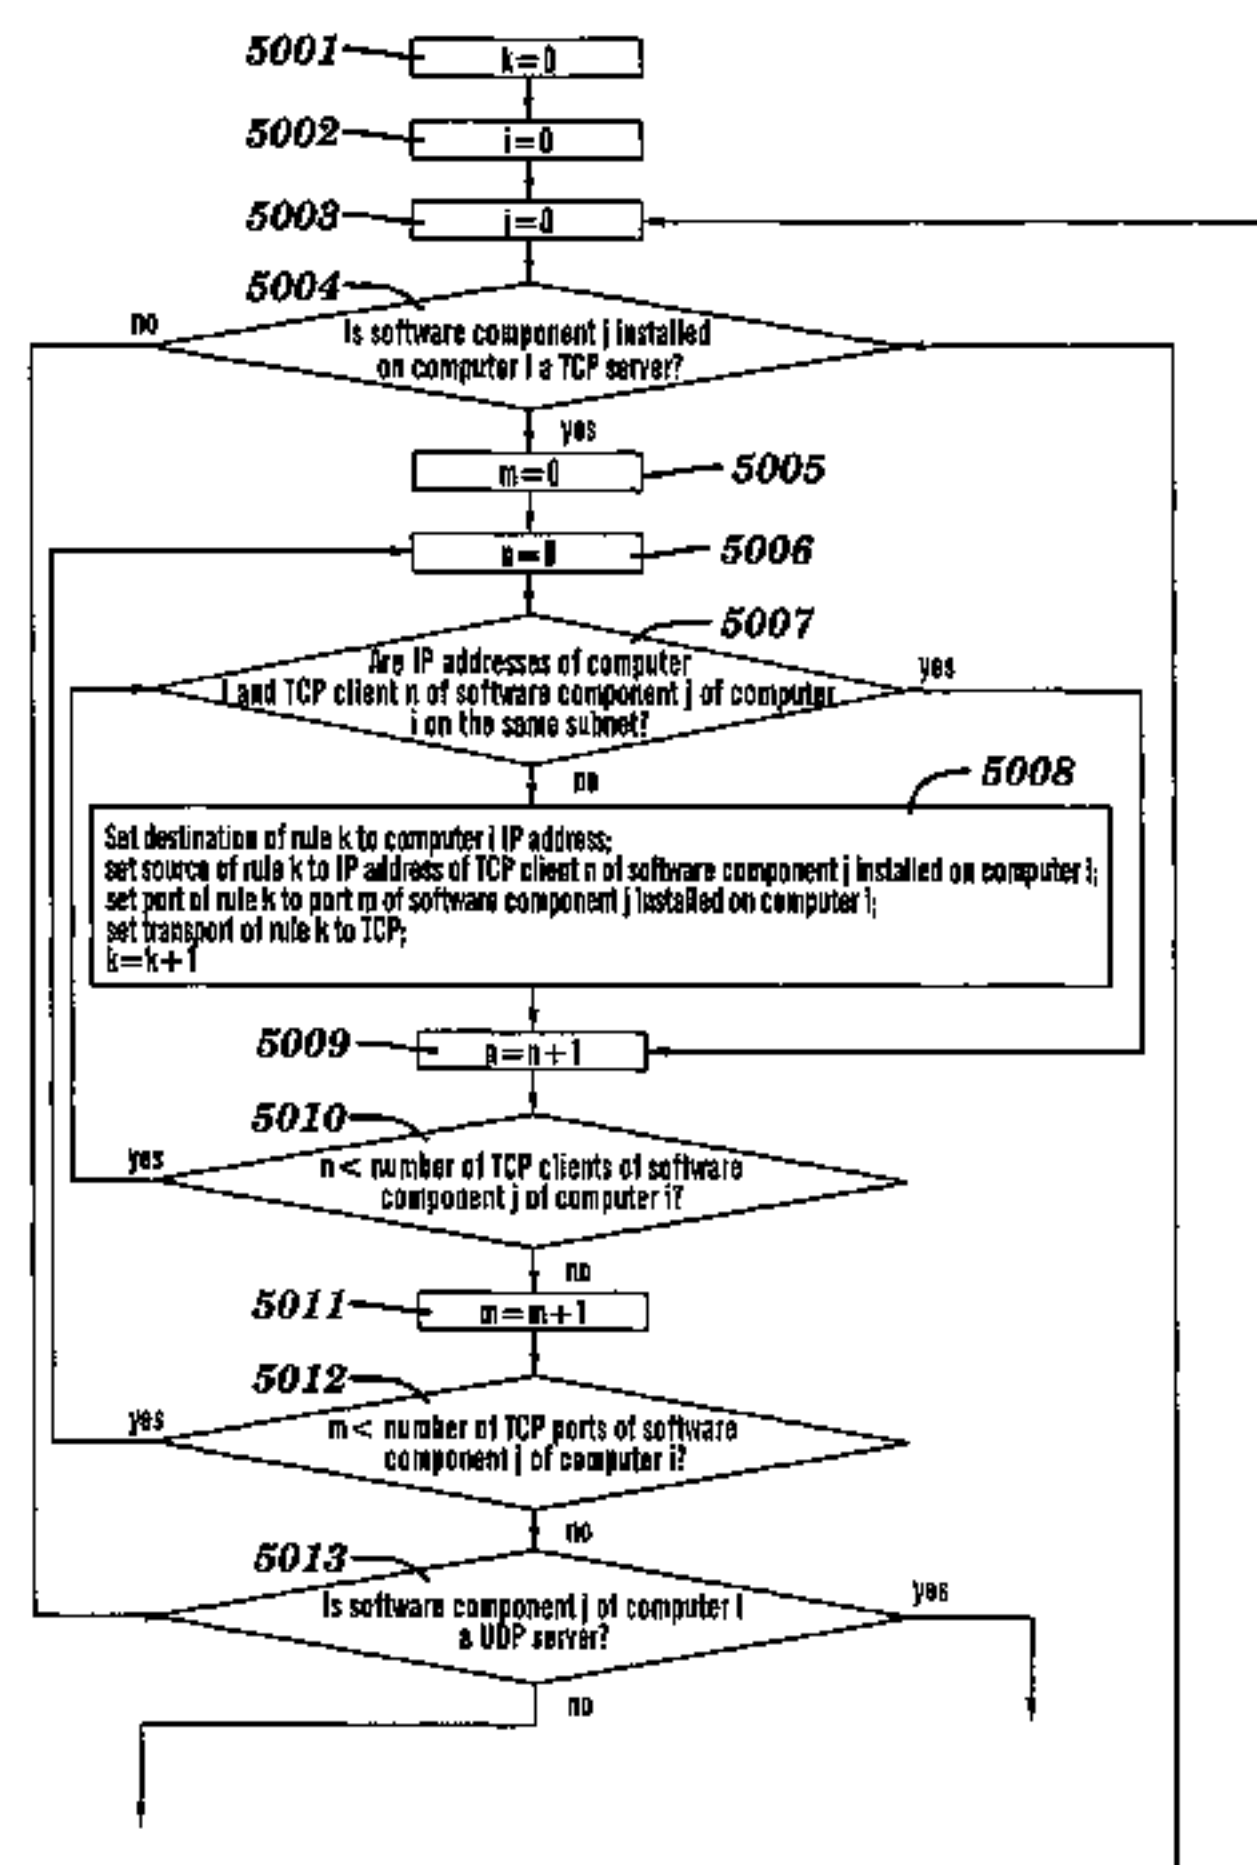 5001
k=0
5002
i=0
5003
j=0
5004
no
Is software component j installed
on computer i a TCP server?
yes
m=0
5005
n=0
5006
5007
Are IP addresses of computer
i and TCP client n of software component j of computer
i on the same subnet?
yes
no
5008
Set destination of rule k to computer i IP address;
set source of rule k to IP address of TCP client n of software component j installed on computer i;
set port of rule k to port m of software component j installed on computer i;
set transport of rule k to TCP;
k=k+1
5009
n=n+1
5010
yes
n< number of TCP clients of software
component j of computer i?
no
5011
m=m+1
5012
yes
m< number of TCP ports of software
component j of computer i?
no
5013
Is software component j of computer i
a UDP server?
yes
no